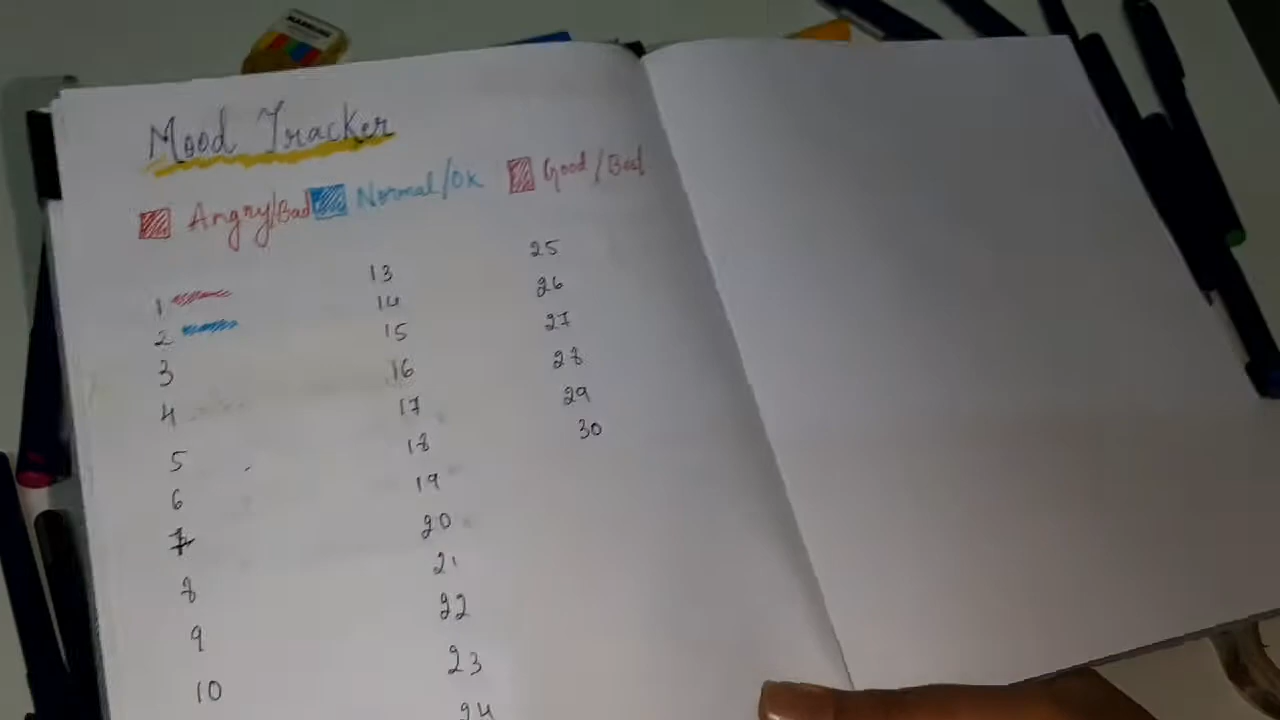 Mood Tracker
Angry/Bad Normal/Ok Good/Bad
1 13 25
2 14 26
3 15 27
4 16 28
5 17 29
6 18 30
7 19
8 20
9 21
10 22
23
24